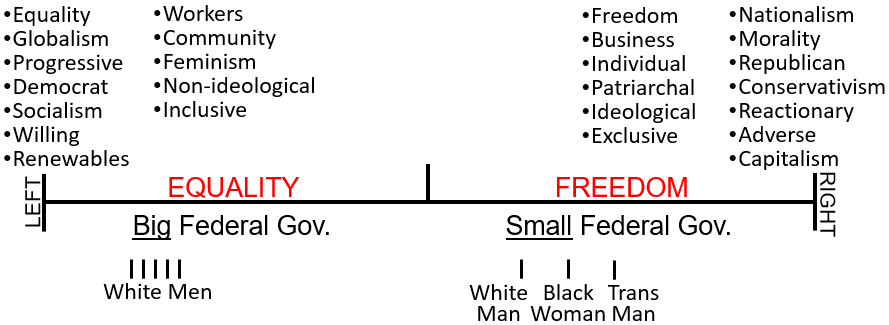 •Equality
•Globalism
•Progressive
•Democrat
•Socialism
•Willing
•Renewables
•Workers
•Community
•Feminism
•Non-ideological
•Inclusive
•Freedom
•Business
•Individual
•Patriarchal
•Ideological
•Exclusive
•Nationalism
•Morality
•Republican
•Conservativism
•Reactionary
•Adverse
•Capitalism
LEFT
EQUALITY
FREEDOM
RIGHT
Big Federal Gov.
Small Federal Gov.
White Men
White
Man
Black
Woman
Trans
Man